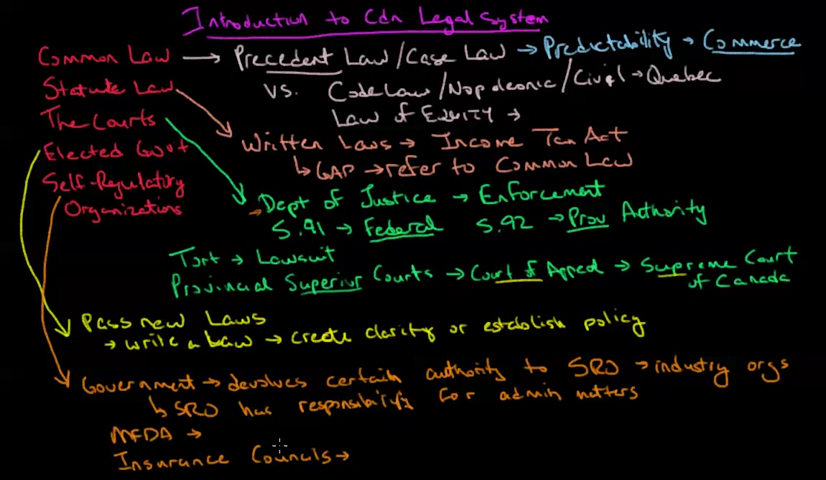 Introduction to Cdn Legal System
Common Law → Precedent Law/Case Law → Predictability → Commerce
Statute Law vs. Code Law/Napoleonic/Civil → Quebec
The Courts Law of Equity →
Elected Gov't Written Laws → Income Tax Act
Self-Regulatory ↳ GAP → refer to Common Law
Organizations Dept of Justice → Enforcement
S.91 → Federal S.92 → Prov Authority
Tort → Lawsuit
Provincial Superior Courts → Court of Appeal → Supreme Court
of Canada
Pass new Laws
→ write a law → create clarity or establish policy
Government → devolves certain authority to SRO → industry orgs
↳ SRO has responsibility for admin matters
MFDA →
Insurance Councils →